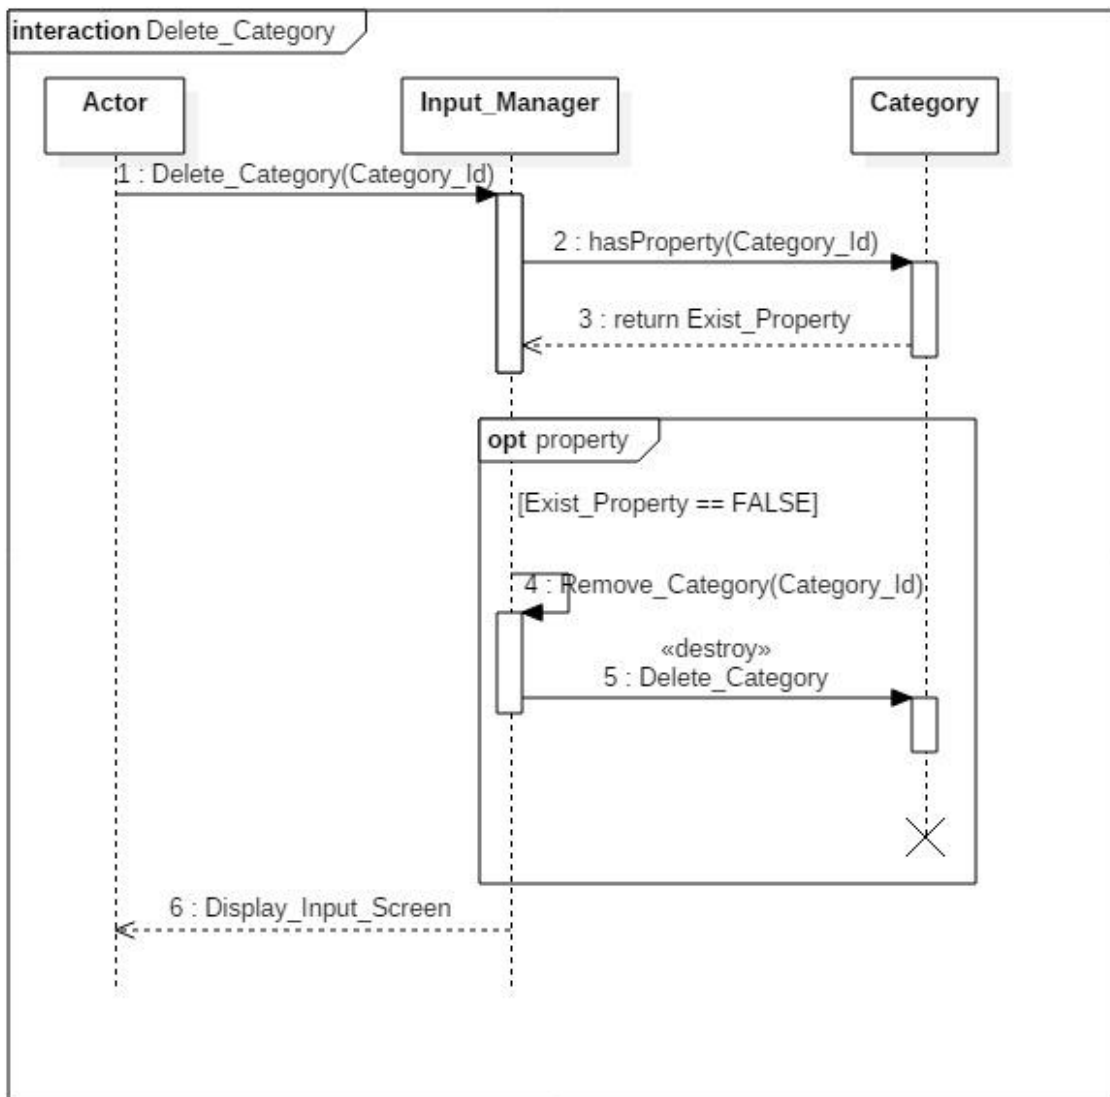 interaction Delete_Category
Actor
Input_Manager
Category
1 : Delete_Category(Category_Id)
2 : hasProperty(Category_Id)
3 : return Exist_Property
opt property
[Exist_Property == FALSE]
4 : Remove_Category(Category_Id)
«destroy»
5 : Delete_Category
6 : Display_Input_Screen